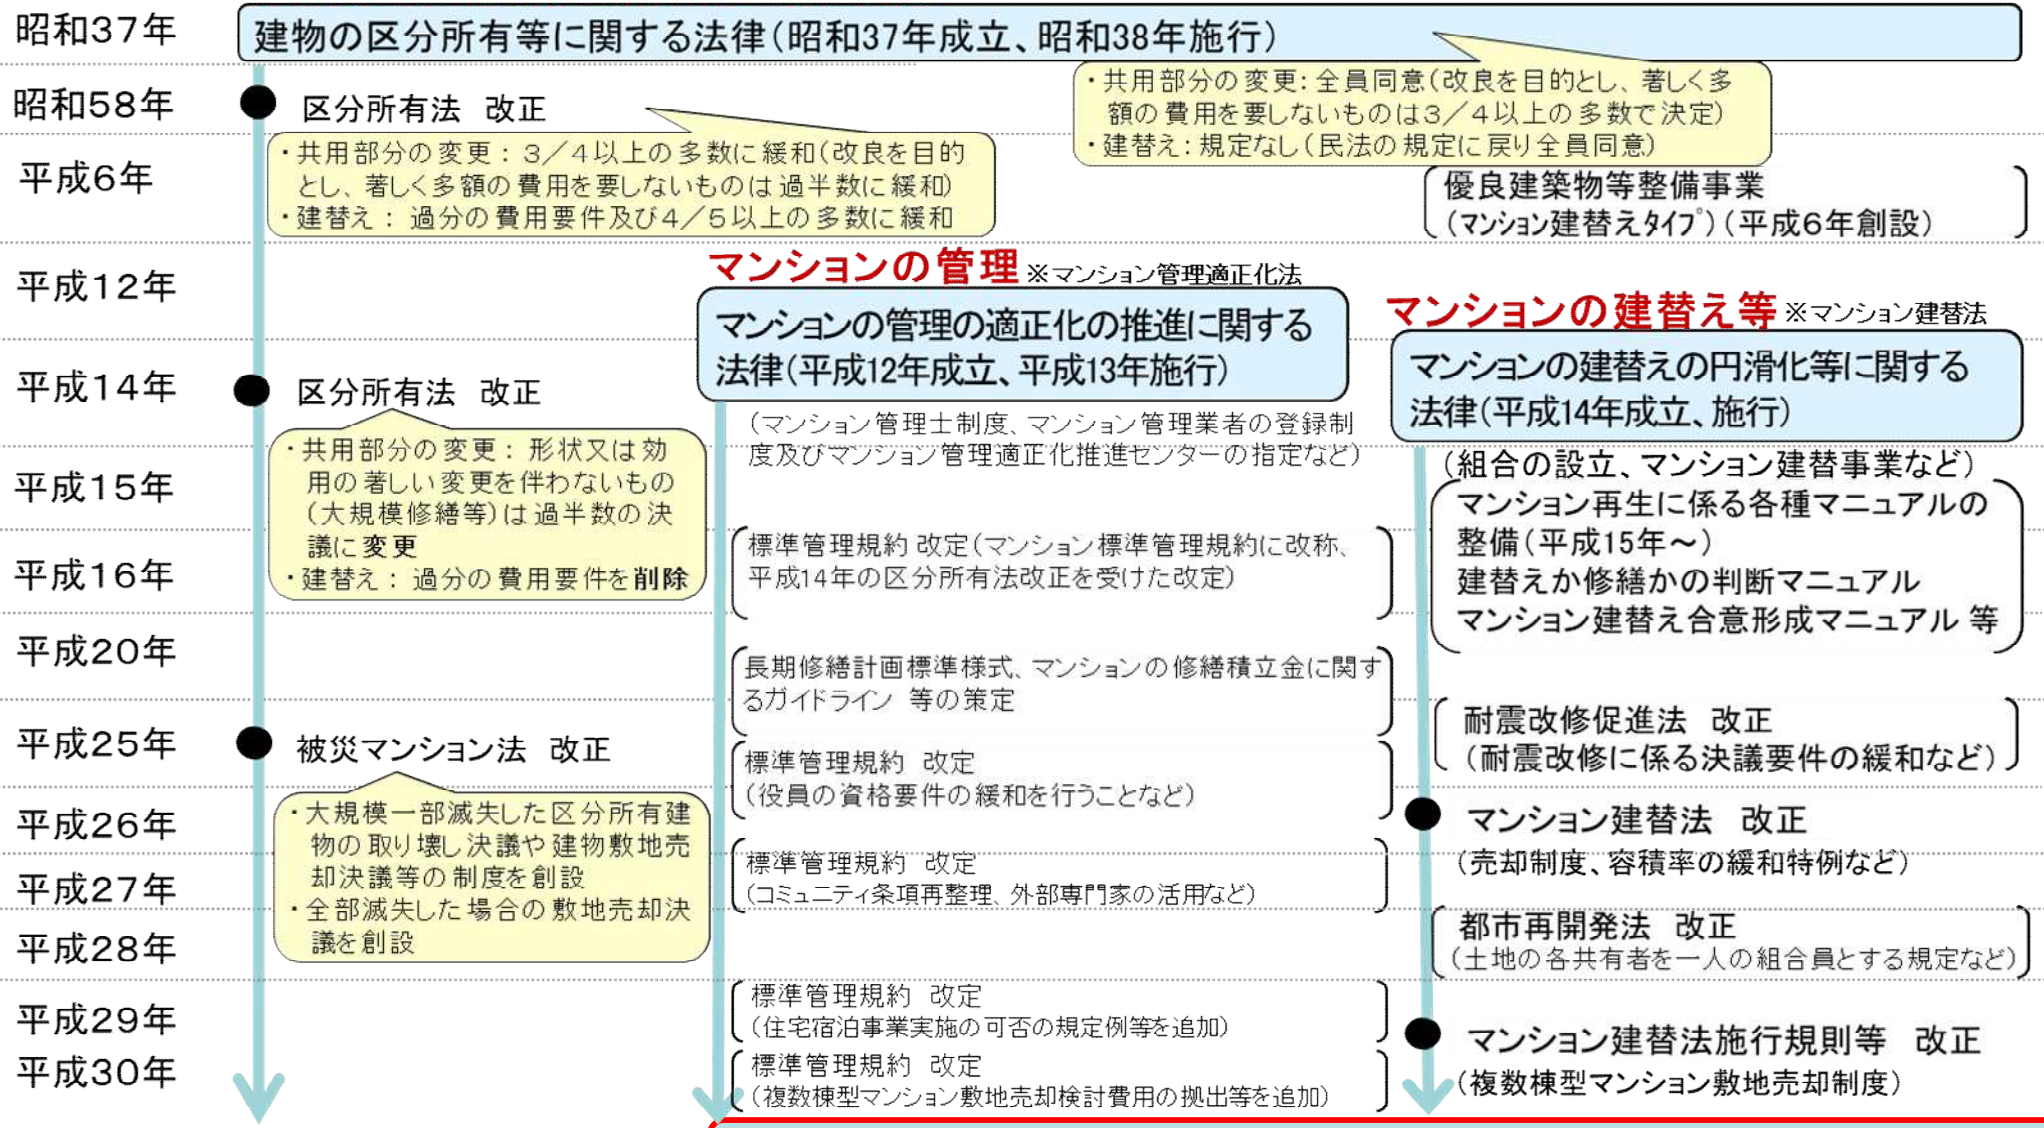 昭和37年
建物の区分所有等に関する法律(昭和37年成立、昭和38年施行)
・共用部分の変更:全員同意(改良を目的とし、著しく多
額の費用を要しないものは3/4以上の多数で決定)
・建替え:規定なし(民法の規定に戻り全員同意)
昭和58年
区分所有法 改正
・共用部分の変更:3/4以上の多数に緩和(改良を目的
とし、著しく多額の費用を要しないものは過半数に緩和)
・建替え:過分の費用要件及び4/5以上の多数に緩和
平成6年
優良建築物等整備事業
(マンション建替えタイプ)(平成6年創設)
平成12年
マンションの管理 ※マンション管理適正化法
マンションの管理の適正化の推進に関する
法律(平成12年成立、平成13年施行)
(マンション管理士制度、マンション管理業者の登録制
度及びマンション管理適正化推進センターの指定など)
マンションの建替え等 ※マンション建替法
マンションの建替えの円滑化等に関する
法律(平成14年成立、施行)
(組合の設立、マンション建替事業など)
平成14年
区分所有法 改正
・共用部分の変更:形状又は効
用の著しい変更を伴わないもの
(大規模修繕等)は過半数の決
議に変更
・建替え:過分の費用要件を削除
平成15年
マンション再生に係る各種マニュアルの
整備(平成15年~)
建替えか修繕かの判断マニュアル
マンション建替え合意形成マニュアル 等
平成16年
標準管理規約 改定(マンション標準管理規約に改称、
平成14年の区分所有法改正を受けた改定)
平成20年
長期修繕計画標準様式、マンションの修繕積立金に関す
るガイドライン 等の策定
平成25年
被災マンション法 改正
・大規模一部滅失した区分所有建
物の取り壊し決議や建物敷地売
却決議等の制度を創設
・全部滅失した場合の敷地売却決
議を創設
標準管理規約 改定
(役員の資格要件の緩和を行うことなど)
耐震改修促進法 改正
(耐震改修に係る決議要件の緩和など)
平成26年
マンション建替法 改正
(売却制度、容積率の緩和特例など)
平成27年
標準管理規約 改定
(コミュニティ条項再整理、外部専門家の活用など)
平成28年
都市再開発法 改正
(土地の各共有者を一人の組合員とする規定など)
平成29年
標準管理規約 改定
(住宅宿泊事業実施の可否の規定例等を追加)
マンション建替法施行規則等 改正
(複数棟型マンション敷地売却制度)
平成30年
標準管理規約 改定
(複数棟型マンション敷地売却検討費用の拠出等を追加)